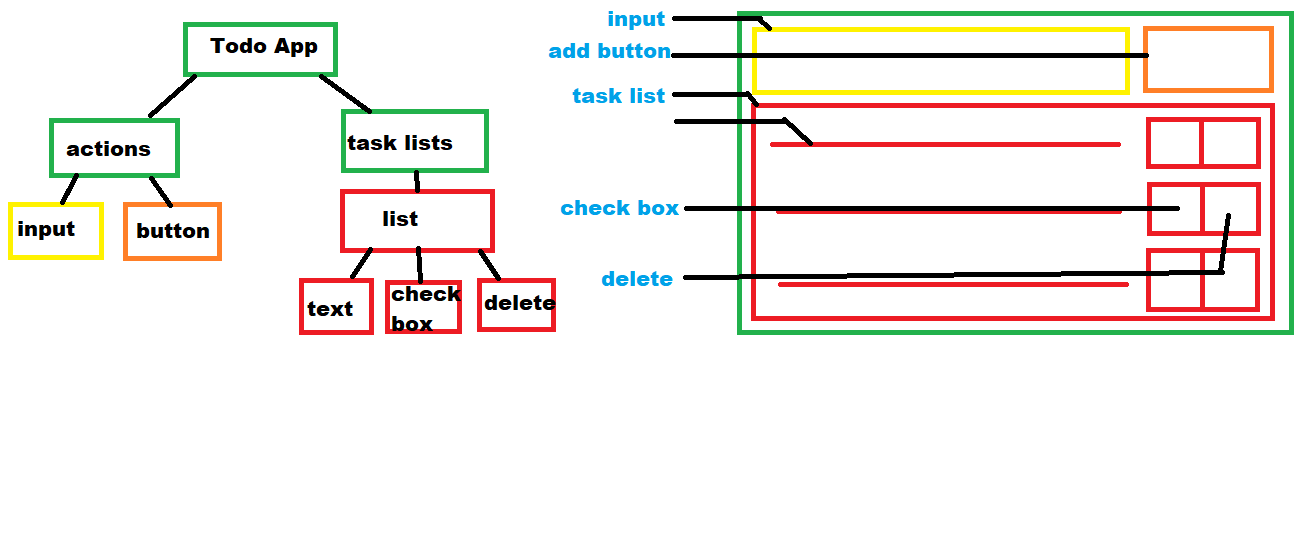 Todo App
actions
task lists
input
button
list
text
check
box
delete
input
add button
task list
check box
delete